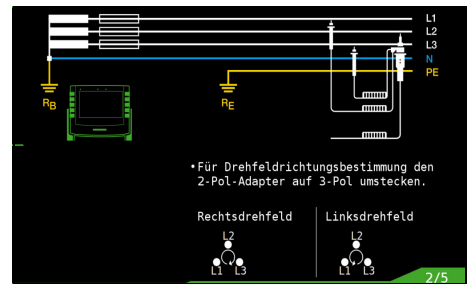 L1
L2
L3
N
PE
RB
RE
•Für Drehfeldrichtungsbestimmung den
2-Pol-Adapter auf 3-Pol umstecken.
Rechtsdrehfeld
Linksdrehfeld
L2
L1 L3
L2
L1 L3
2/5